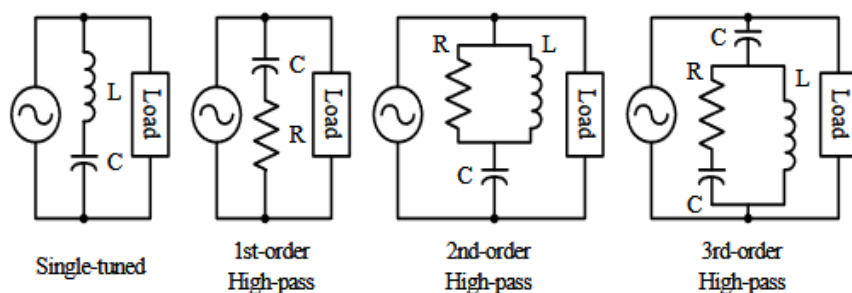 L
C
Load
Single-tuned
C
R
Load
1st-order
High-pass
R
L
C
Load
2nd-order
High-pass
C
R
L
C
Load
3rd-order
High-pass